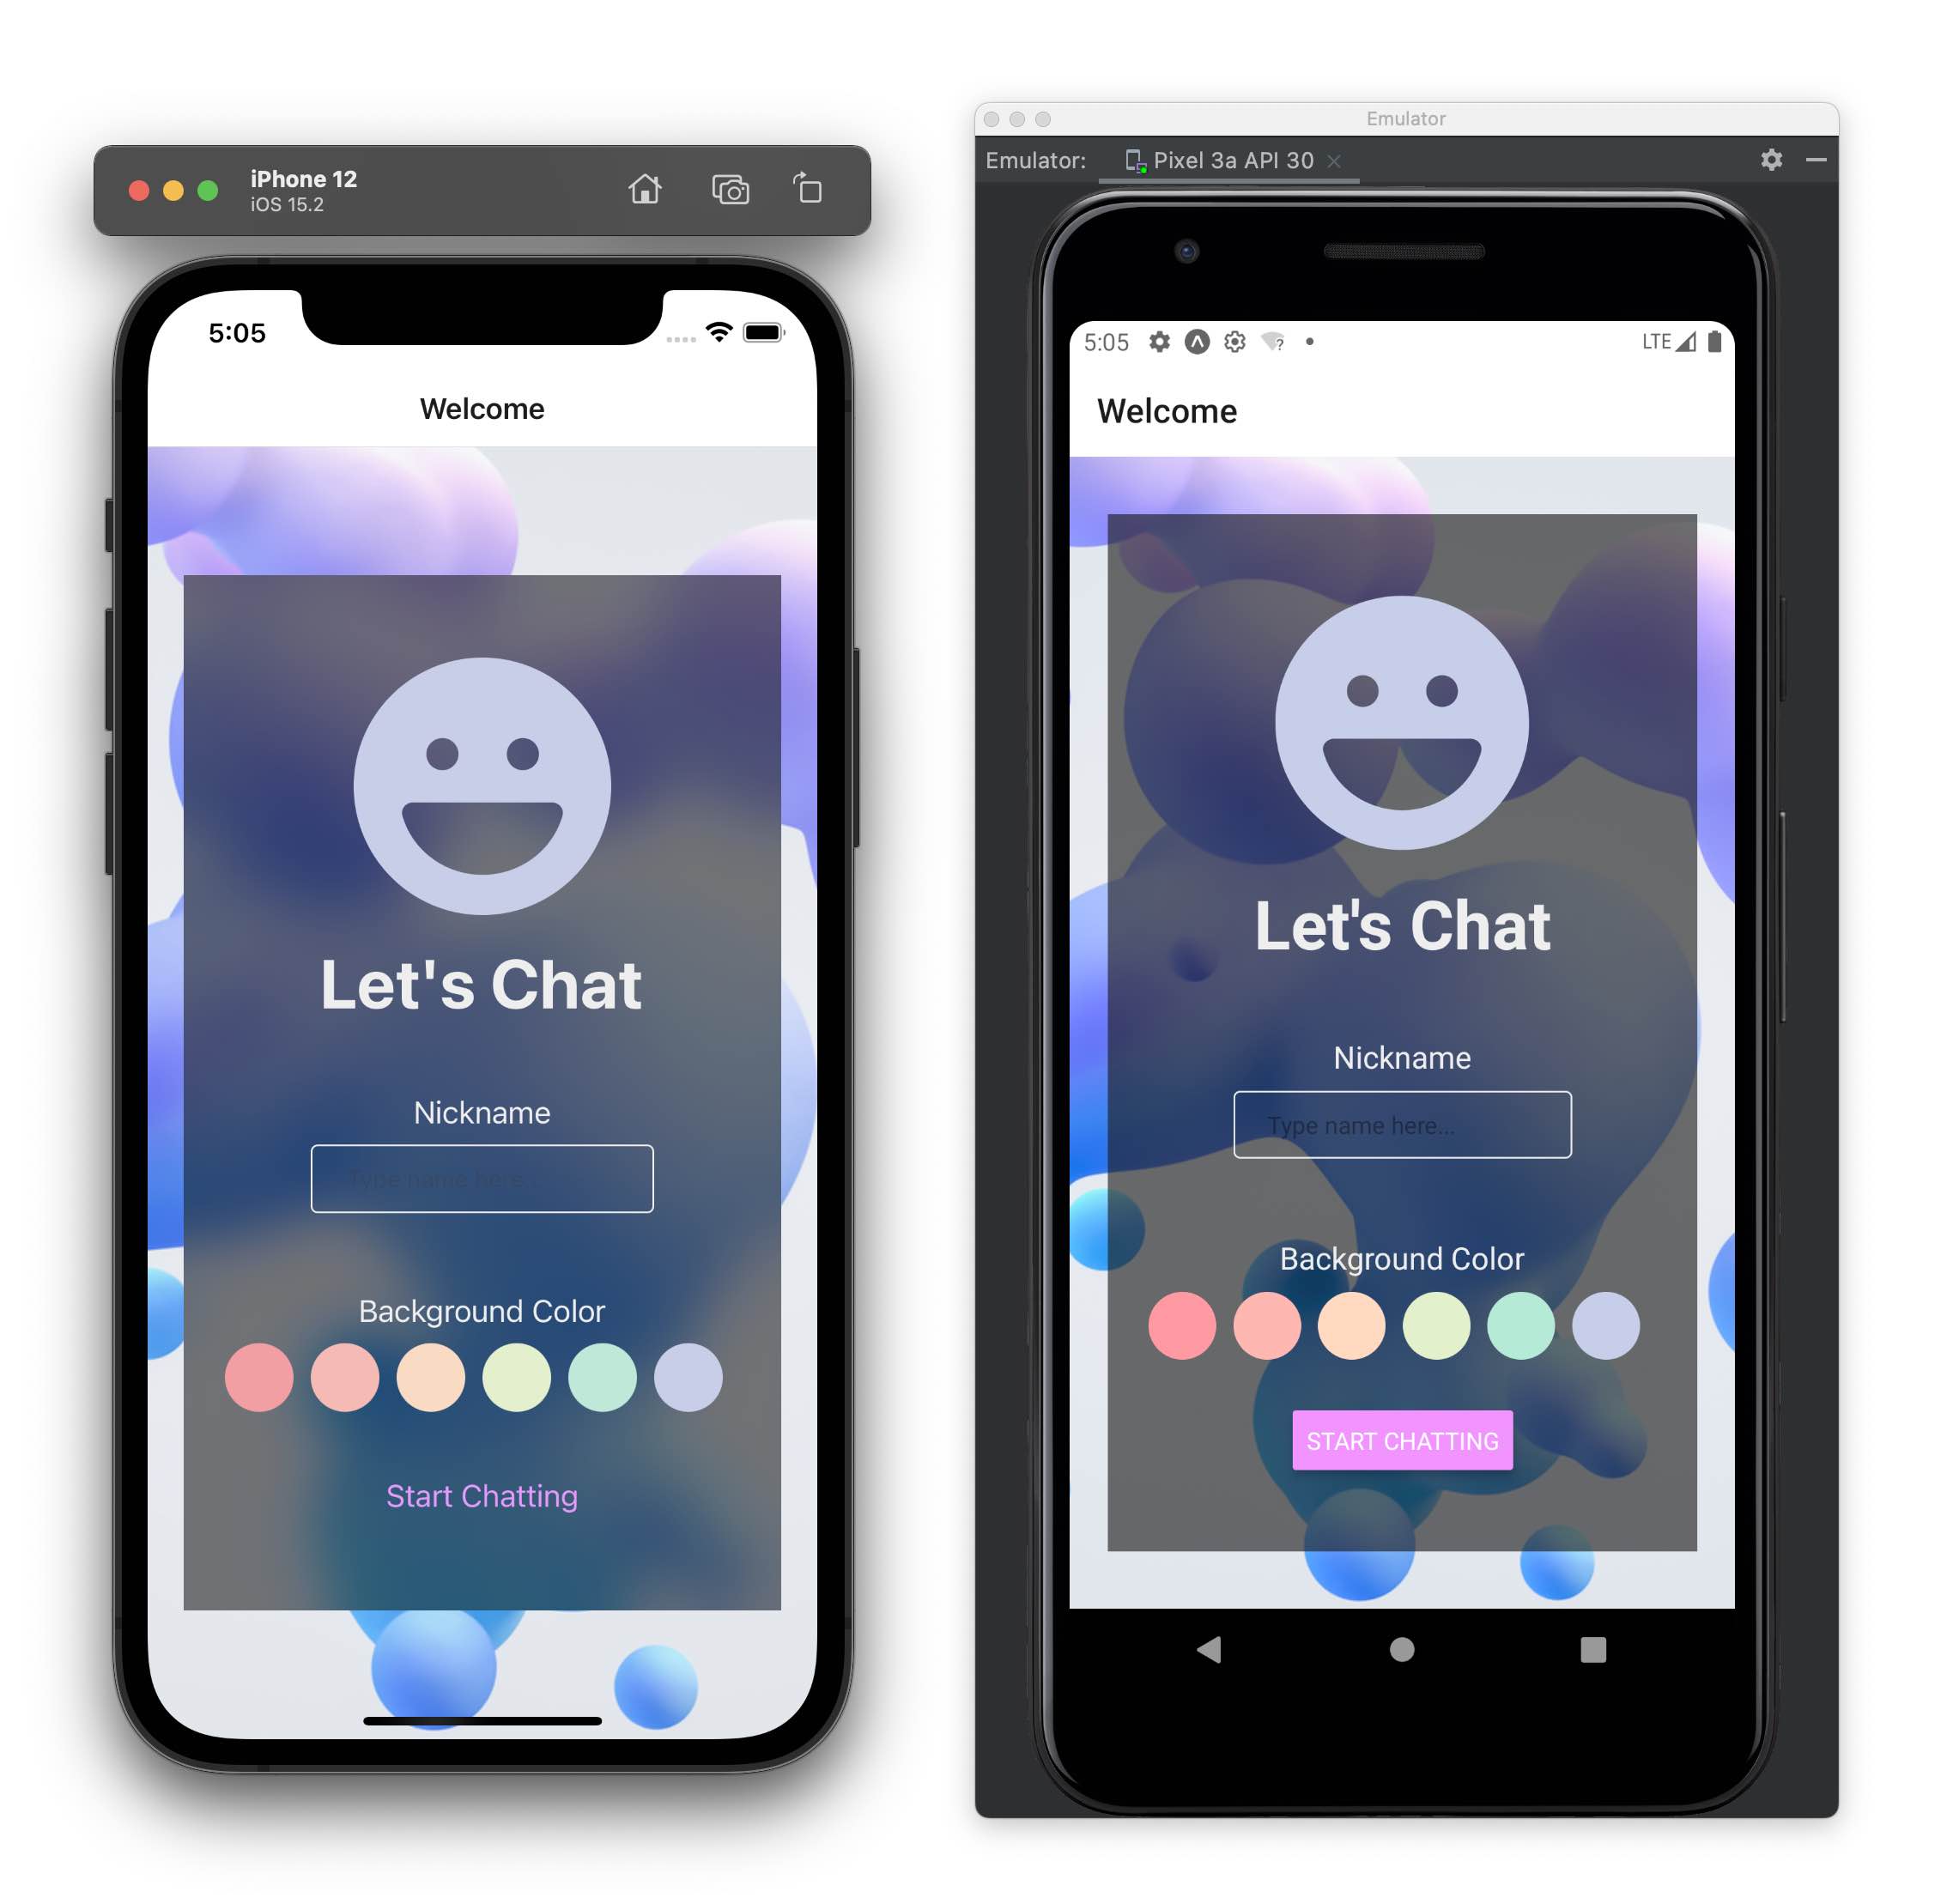 iPhone 12
iOS 15.2
5:05
Welcome
Let's Chat
Nickname
Type name here...
Background Color
Start Chatting
Emulator
Emulator:
Pixel 3a API 30
5:05
LTE
Welcome
Let's Chat
Nickname
Type name here...
Background Color
START CHATTING